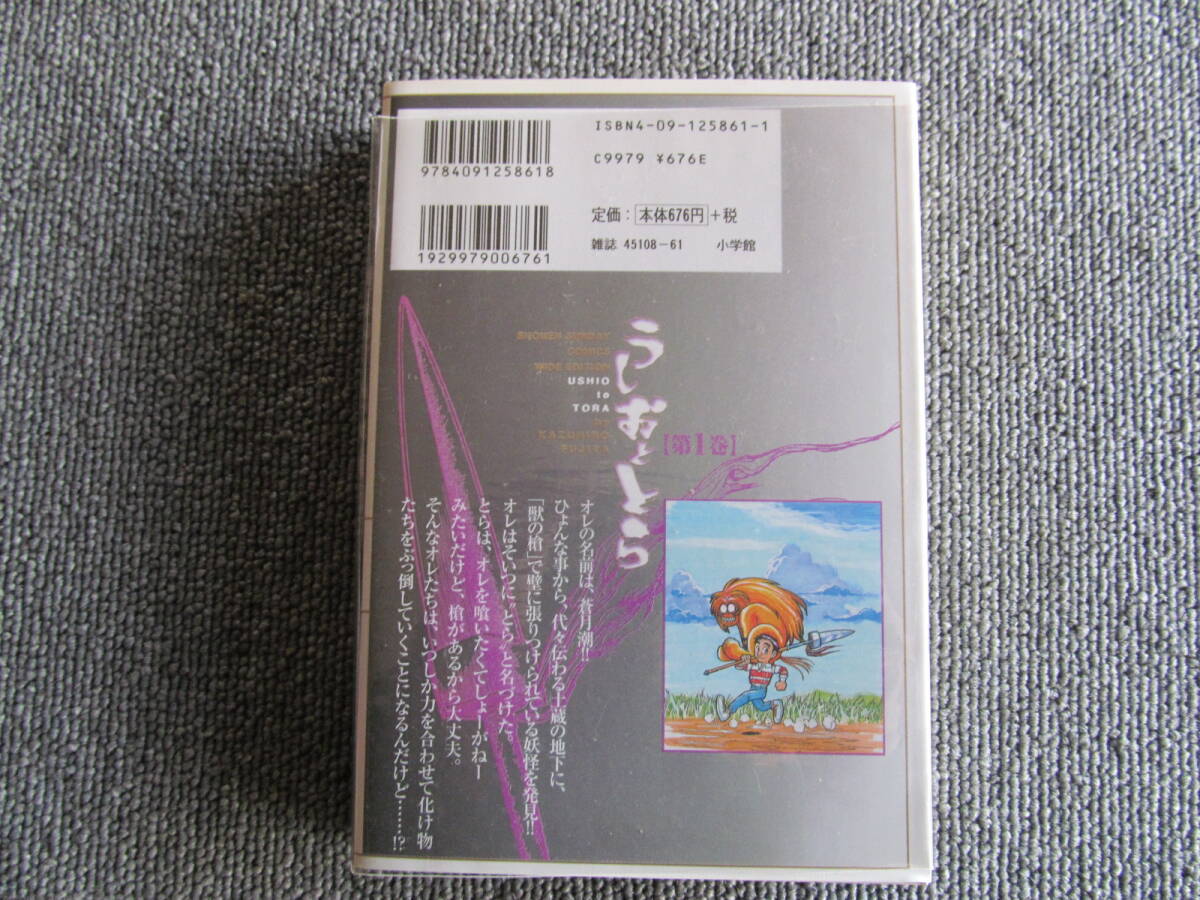 ISBN4-09-125861-1
C9979 ¥676E
9784091258618
定価：本体676円+税
雑誌 45108-61 小学館
1929979006761
SHONEN SUNDAY
COMICS
WIDE EDITION
USHIO
to
TORA
BY
KAZUHIRO
FUJITA
うしおととら
【第1巻】
オレの名前は、蒼月潮!!
ひょんな事から、代々伝わる土蔵の地下に、
「獣の槍」で壁に張りつけられている妖怪を発見!!
オレはそいつに“とら”と名づけた。
とらは、オレを喰いたくてしょーがねー
みたいだけど、槍があるから大丈夫。
そんなオレたちは、いつしか力を合わせて化け物
たちをぶっ倒していくことになるんだけど……!?